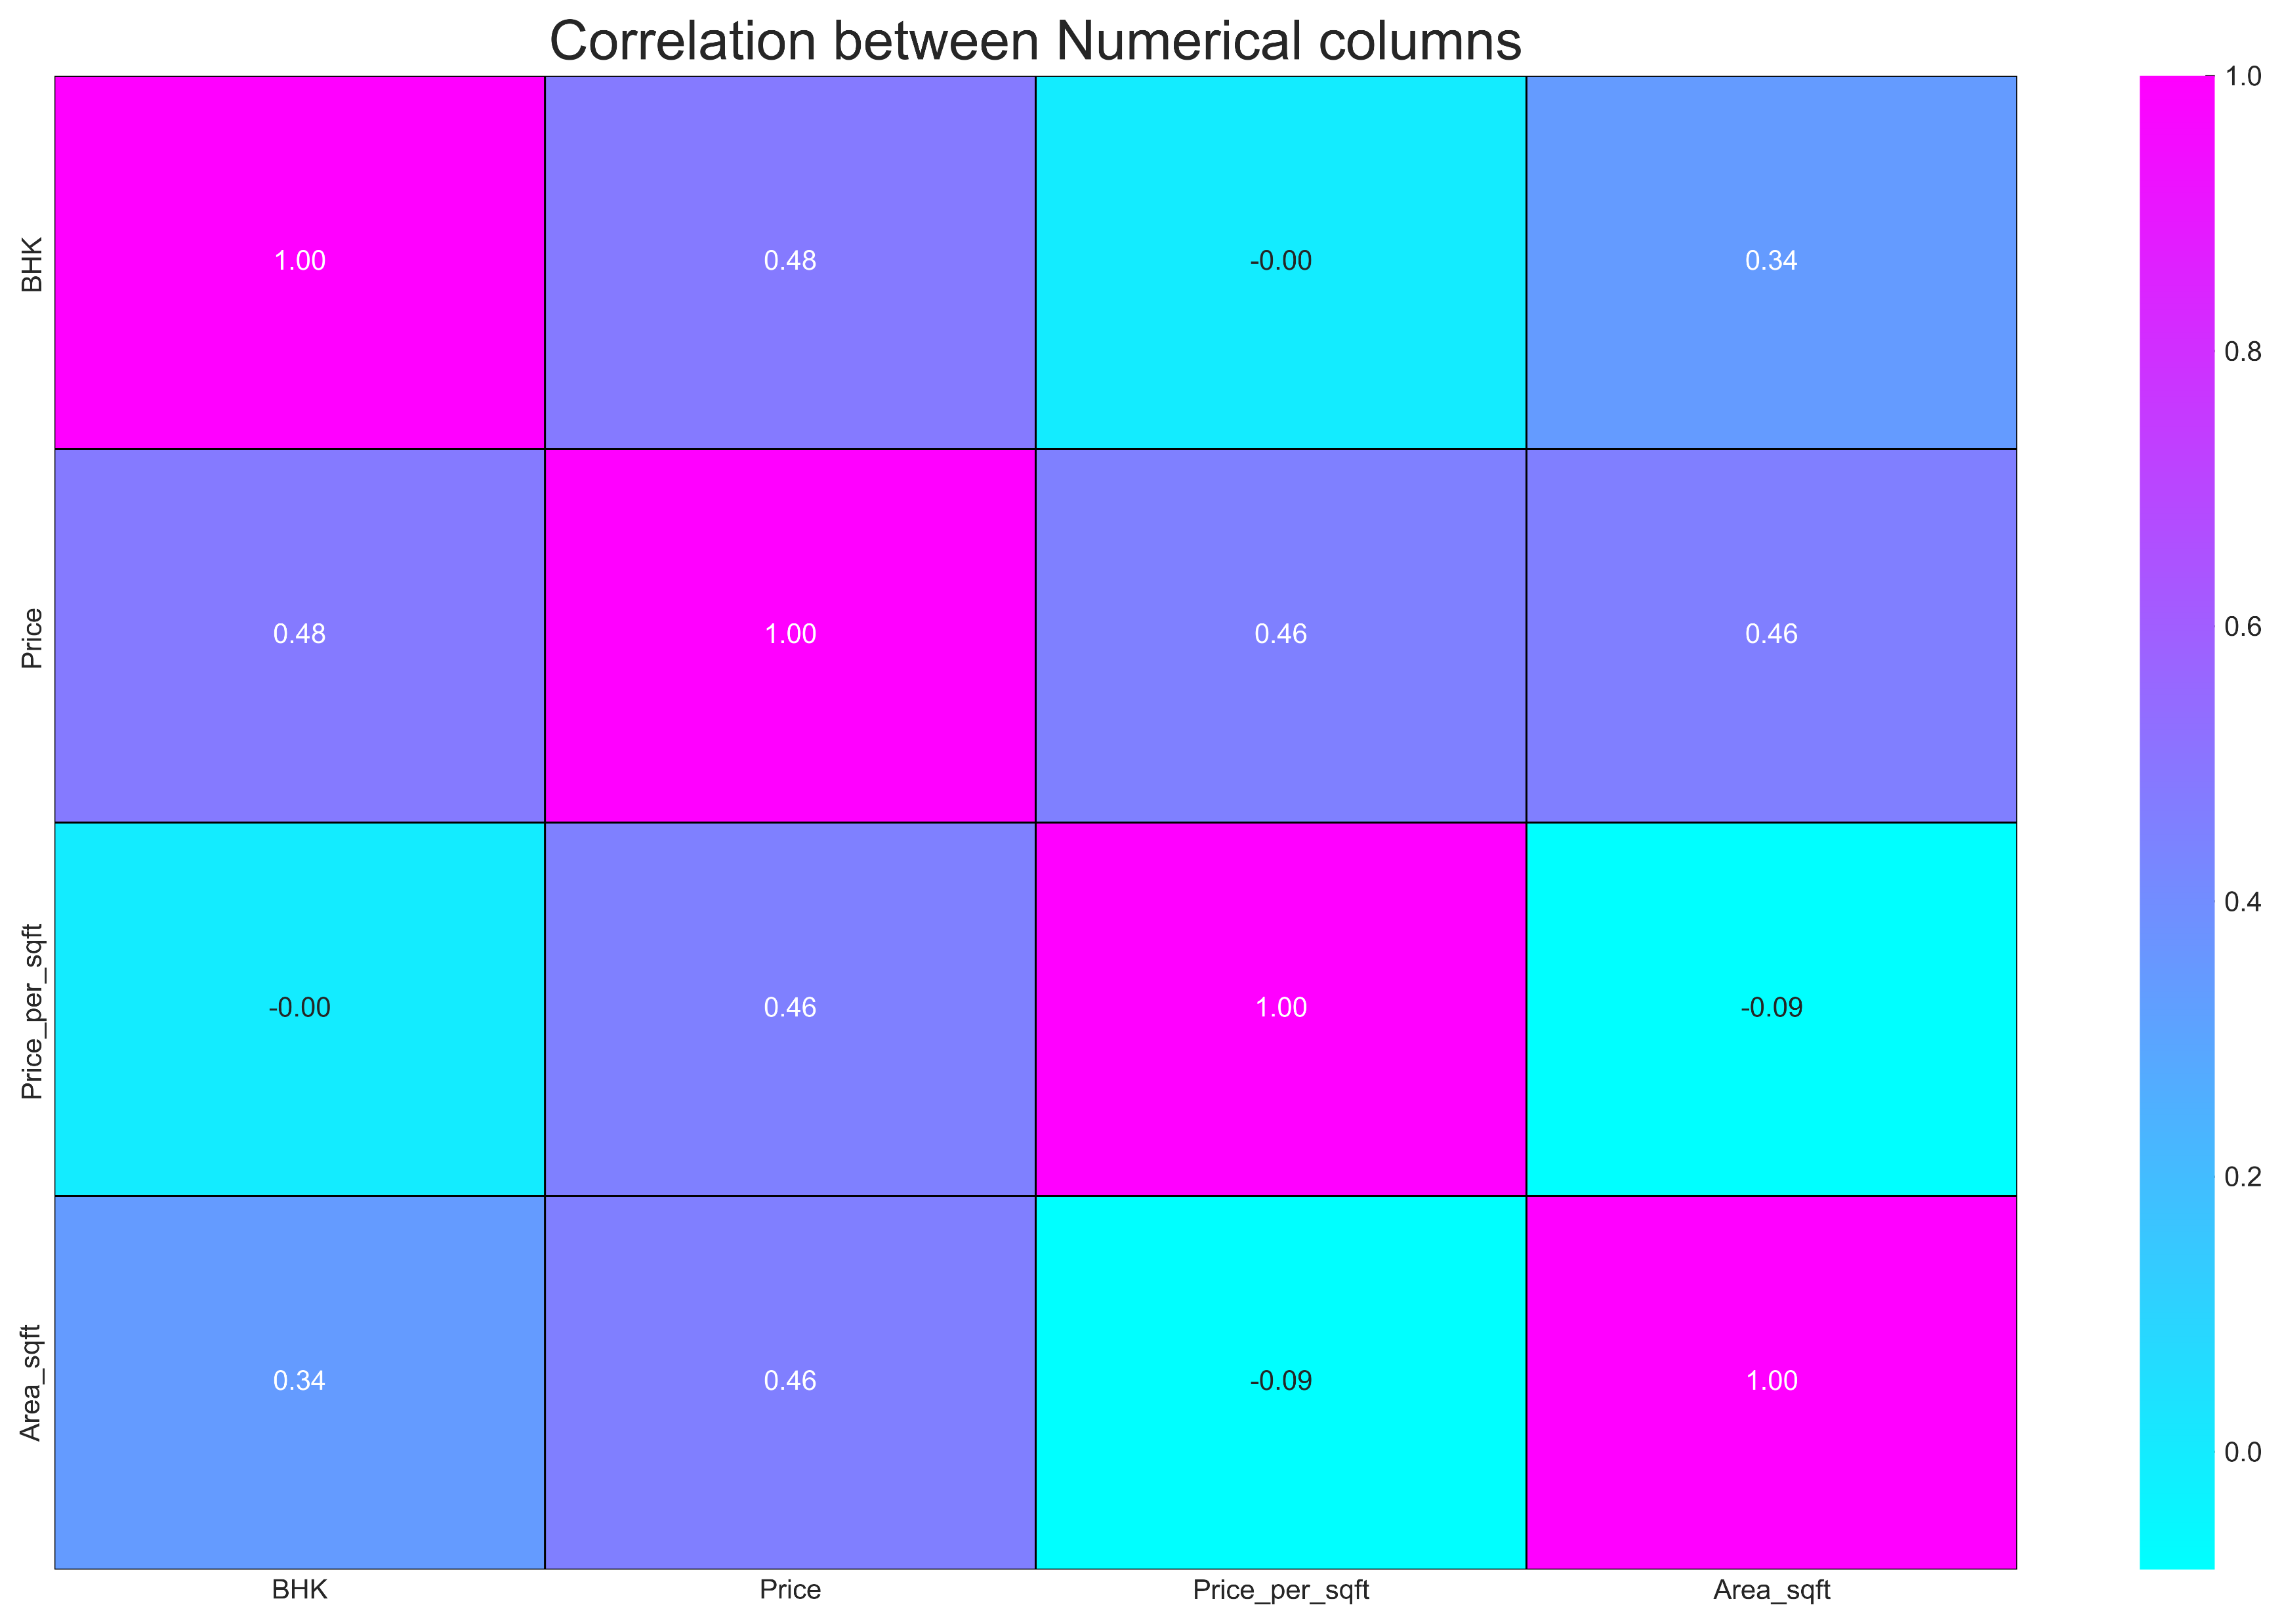 Correlation between Numerical columns
1.0
BHK
1.00
0.48
-0.00
0.34
0.8
Price
0.48
1.00
0.46
0.46
0.6
0.4
Price_per_sqft
-0.00
0.46
1.00
-0.09
0.2
Area_sqft
0.34
0.46
-0.09
1.00
0.0
BHK
Price
Price_per_sqft
Area_sqft